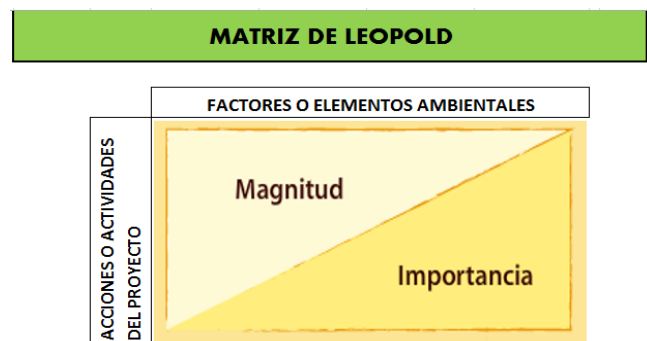 MATRIZ DE LEOPOLD
FACTORES O ELEMENTOS AMBIENTALES
ACCIONES O ACTIVIDADES
DEL PROYECTO
Magnitud
Importancia